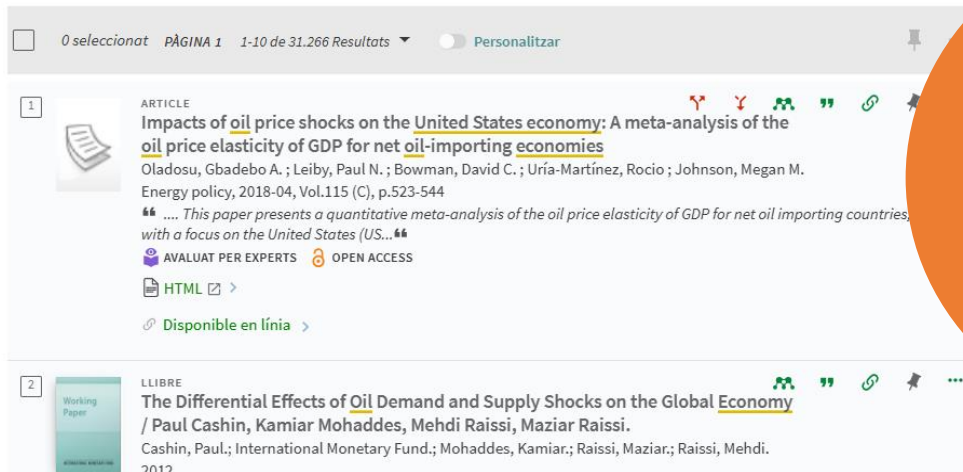 0 seleccionat PÀGINA 1 1-10 de 31.266 Resultats Personalitzar
1
ARTICLE
Impacts of oil price shocks on the United States economy: A meta-analysis of the
oil price elasticity of GDP for net oil-importing economies
Oladosu, Gbadebo A. ; Leiby, Paul N. ; Bowman, David C. ; Uría-Martínez, Rocio ; Johnson, Megan M.
Energy policy, 2018-04, Vol.115 (C), p.523-544
❝ .... This paper presents a quantitative meta-analysis of the oil price elasticity of GDP for net oil importing countries,
with a focus on the United States (US...❝
AVALUAT PER EXPERTS OPEN ACCESS
HTML >
Disponible en línia >
2
Working
Paper
LLIBRE
The Differential Effects of Oil Demand and Supply Shocks on the Global Economy
/ Paul Cashin, Kamiar Mohaddes, Mehdi Raissi, Maziar Raissi.
Cashin, Paul.; International Monetary Fund.; Mohaddes, Kamiar.; Raissi, Maziar.; Raissi, Mehdi.
2012